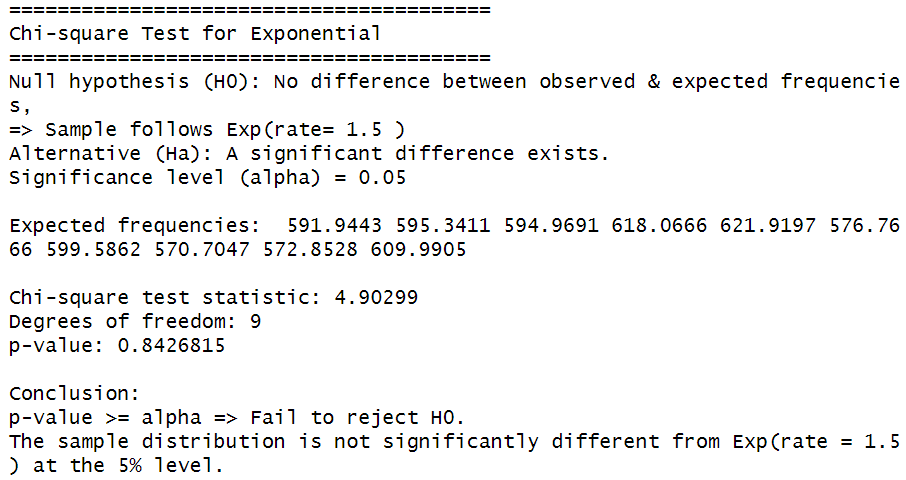 ========================================
Chi-square Test for Exponential
========================================
Null hypothesis (H0): No difference between observed & expected frequencie
s,
=> Sample follows Exp(rate= 1.5 )
Alternative (Ha): A significant difference exists.
Significance level (alpha) = 0.05
Expected frequencies:  591.9443 595.3411 594.9691 618.0666 621.9197 576.76
66 599.5862 570.7047 572.8528 609.9905
Chi-square test statistic: 4.90299
Degrees of freedom: 9
p-value: 0.8426815
Conclusion:
p-value >= alpha => Fail to reject H0.
The sample distribution is not significantly different from Exp(rate = 1.5
) at the 5% level.